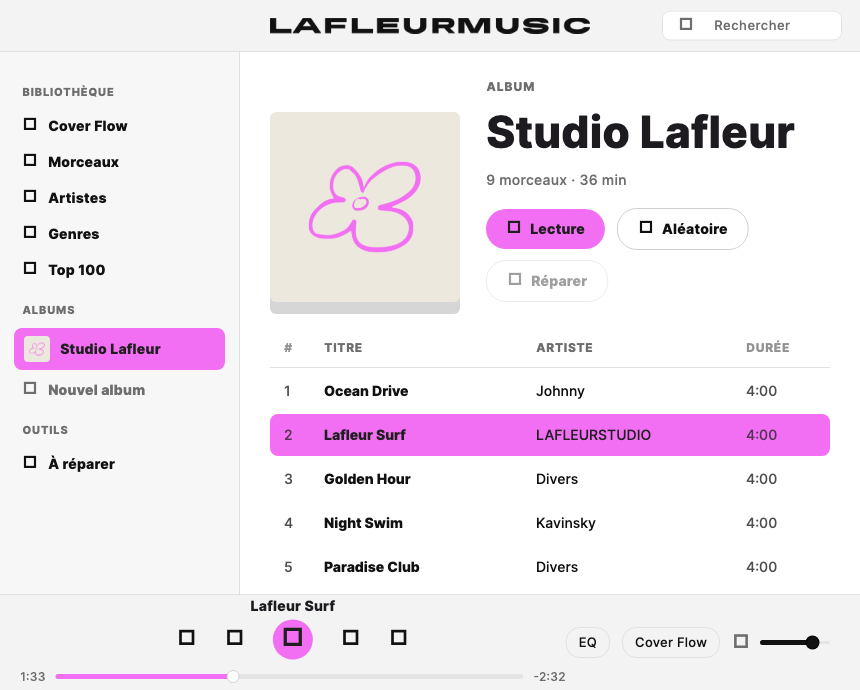 LAFLEURMUSIC
Rechercher
BIBLIOTHÈQUE
Cover Flow
Morceaux
Artistes
Genres
Top 100
ALBUMS
Studio Lafleur
Nouvel album
OUTILS
À réparer
ALBUM
Studio Lafleur
9 morceaux · 36 min
Lecture
Aléatoire
Réparer
# TITRE ARTISTE DURÉE
1 Ocean Drive Johnny 4:00
2 Lafleur Surf LAFLEURSTUDIO 4:00
3 Golden Hour Divers 4:00
4 Night Swim Kavinsky 4:00
5 Paradise Club Divers 4:00
Lafleur Surf
EQ
Cover Flow
1:33
-2:32